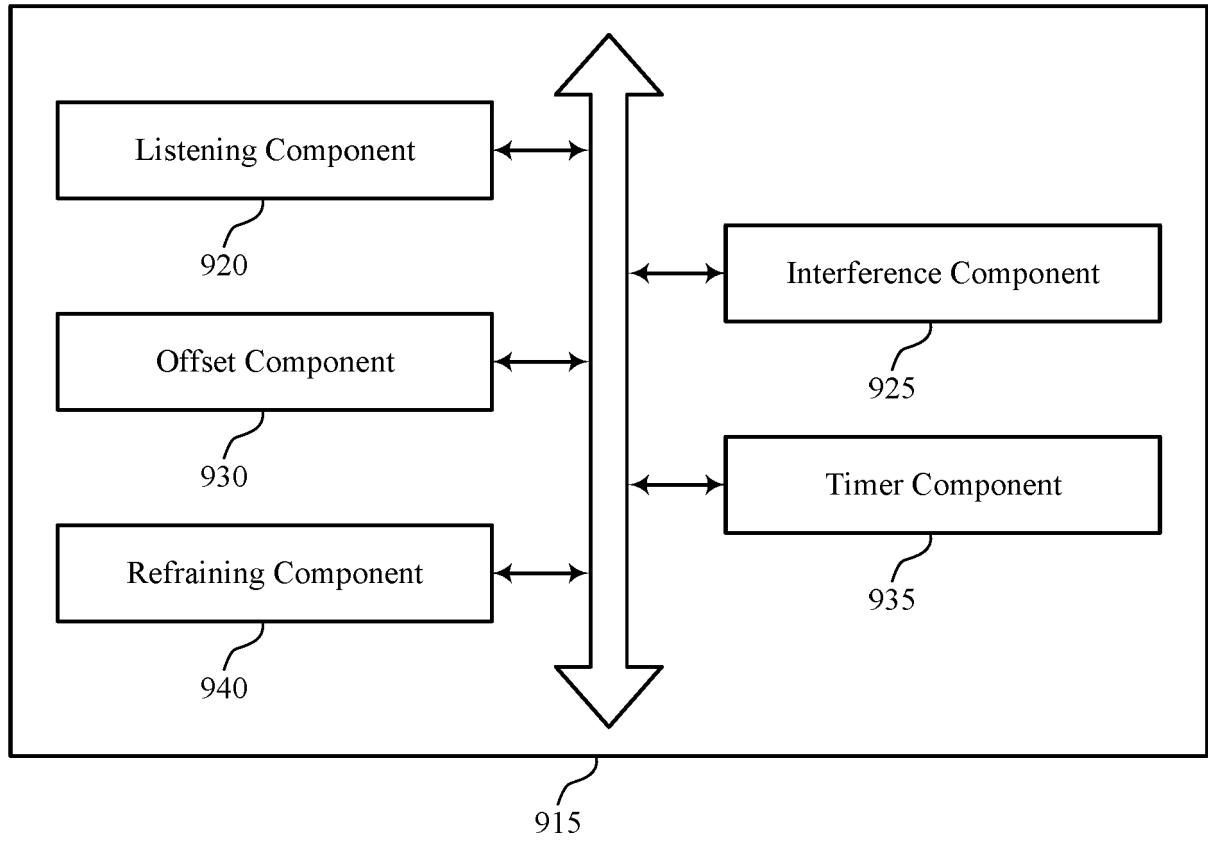 Listening Component
920
Interference Component
925
Offset Component
930
Timer Component
935
Refraining Component
940
915